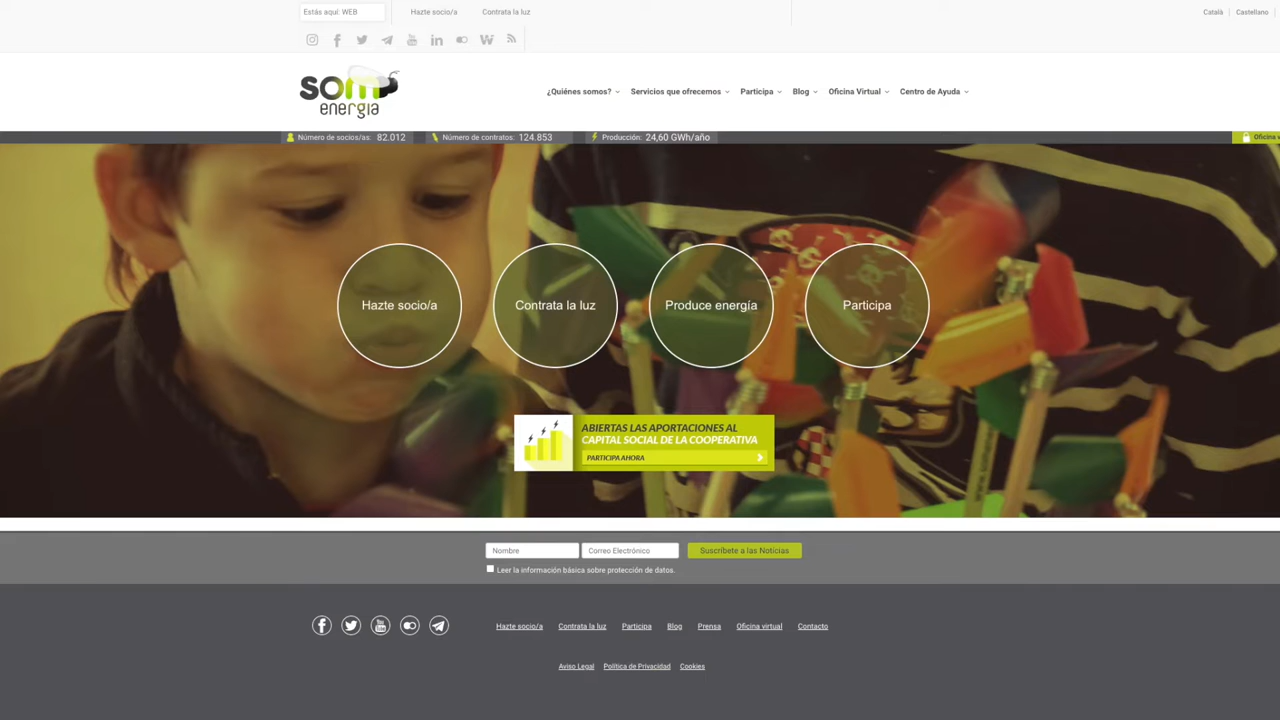 Estás aquí: WEB
Hazte socio/a
Contrata la luz
Català
Castellano
som energia
¿Quiénes somos?
Servicios que ofrecemos
Participa
Blog
Oficina Virtual
Centro de Ayuda
Número de socios/as: 82.012
Número de contratos: 124.853
Producción: 24,60 GWh/año
Oficina
Hazte socio/a
Contrata la luz
Produce energía
Participa
ABIERTAS LAS APORTACIONES AL
CAPITAL SOCIAL DE LA COOPERATIVA
PARTICIPA AHORA
Nombre
Correo Electrónico
Suscríbete a las Noticias
Leer la información básica sobre protección de datos.
Hazte socio/a
Contrata la luz
Participa
Blog
Prensa
Oficina virtual
Contacto
Aviso Legal
Política de Privacidad
Cookies